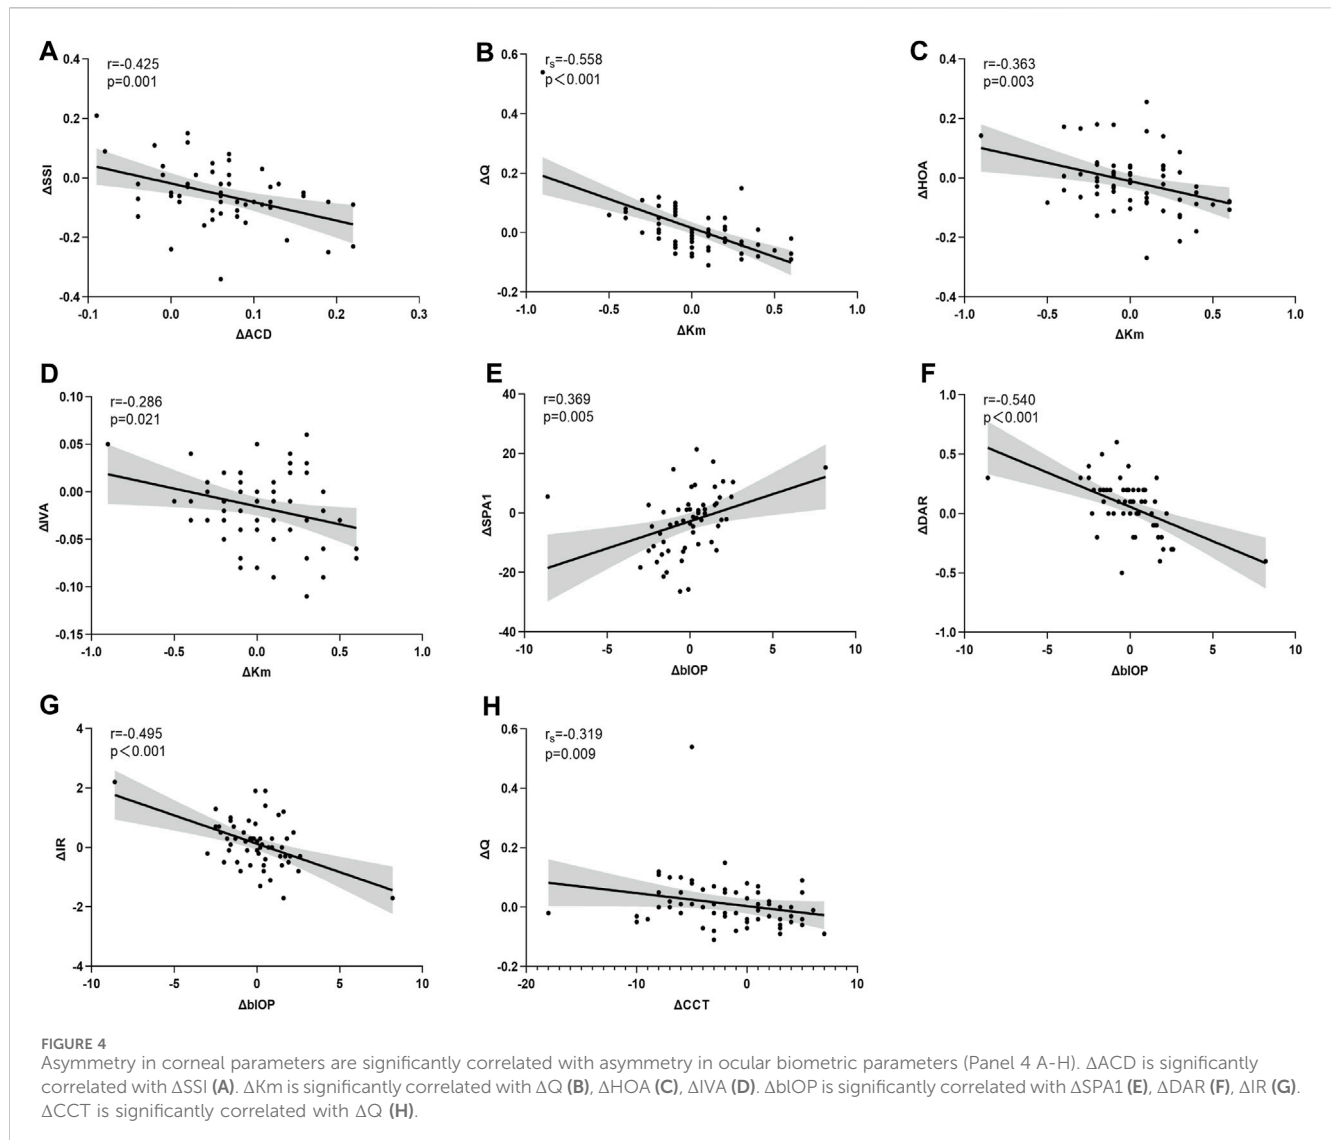 A
r=-0.425
p=0.001
0.4
0.2
0.0
-0.2
-0.4
ΔSSI
-0.1 0.0 0.1 0.2 0.3
ΔACD
B
rs=-0.558
p<0.001
0.6
0.4
0.2
0.0
-0.2
ΔQ
-1.0 -0.5 0.0 0.5 1.0
ΔKm
C
r=-0.363
p=0.003
0.4
0.2
0.0
-0.2
-0.4
ΔHOA
-1.0 -0.5 0.0 0.5 1.0
ΔKm
D
r=-0.286
p=0.021
0.10
0.05
0.00
-0.05
-0.10
-0.15
ΔIVA
-1.0 -0.5 0.0 0.5 1.0
ΔKm
E
r=0.369
p=0.005
40
20
0
-20
-40
ΔSPA1
-10 -5 0 5 10
ΔbIOP
F
r=-0.540
p<0.001
1.0
0.5
0.0
-0.5
-1.0
ΔDAR
-10 -5 0 5 10
ΔbIOP
G
r=-0.495
p<0.001
4
2
0
-2
-4
ΔIR
-10 -5 0 5 10
ΔbIOP
H
rs=-0.319
p=0.009
0.6
0.4
0.2
0.0
-0.2
ΔQ
-20 -10 0 10
ΔCCT
FIGURE 4
Asymmetry in corneal parameters are significantly correlated with asymmetry in ocular biometric parameters (Panel 4 A-H). ΔACD is significantly
correlated with ΔSSI (A). ΔKm is significantly correlated with ΔQ (B), ΔHOA (C), ΔIVA (D). ΔbIOP is significantly correlated with ΔSPA1 (E), ΔDAR (F), ΔIR (G).
ΔCCT is significantly correlated with ΔQ (H).